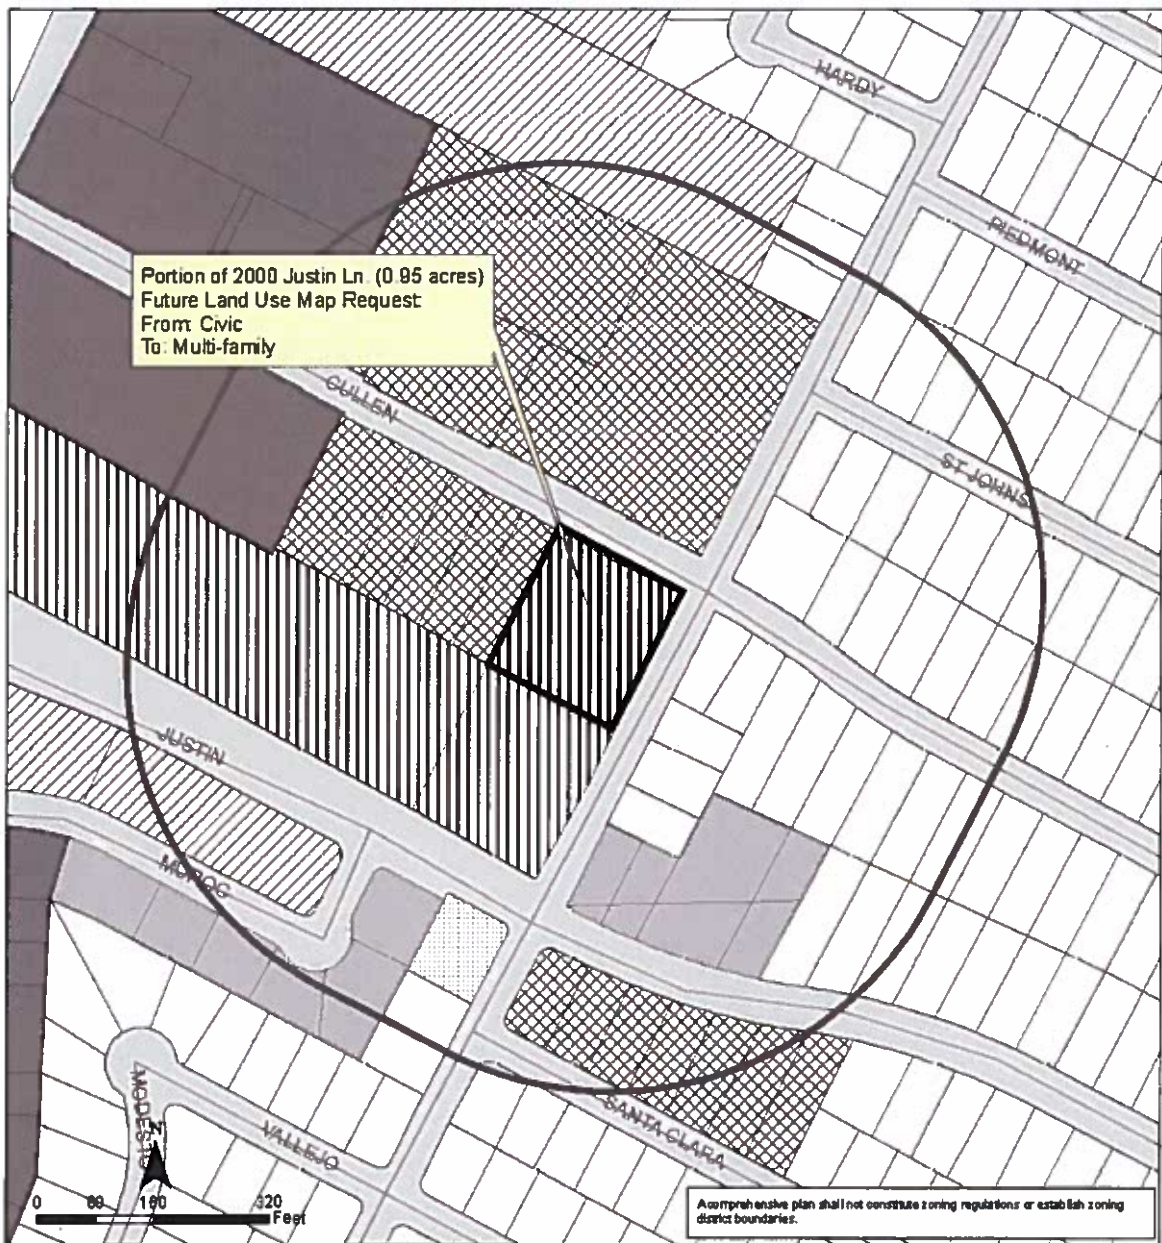 HARDY
PIEDMONT
Portion of 2000 Justin Ln. (0.95 acres)
Future Land Use Map Request:
From: Civic
To: Multi-family
CULLEN
ST JOHNS
JUSTIN
MUROC
MODESTO
N
VALLEJO
SANTA CLARA
0 80 160 320
Feet
A comprehensive plan shall not constitute zoning regulations or establish zoning
district boundaries.